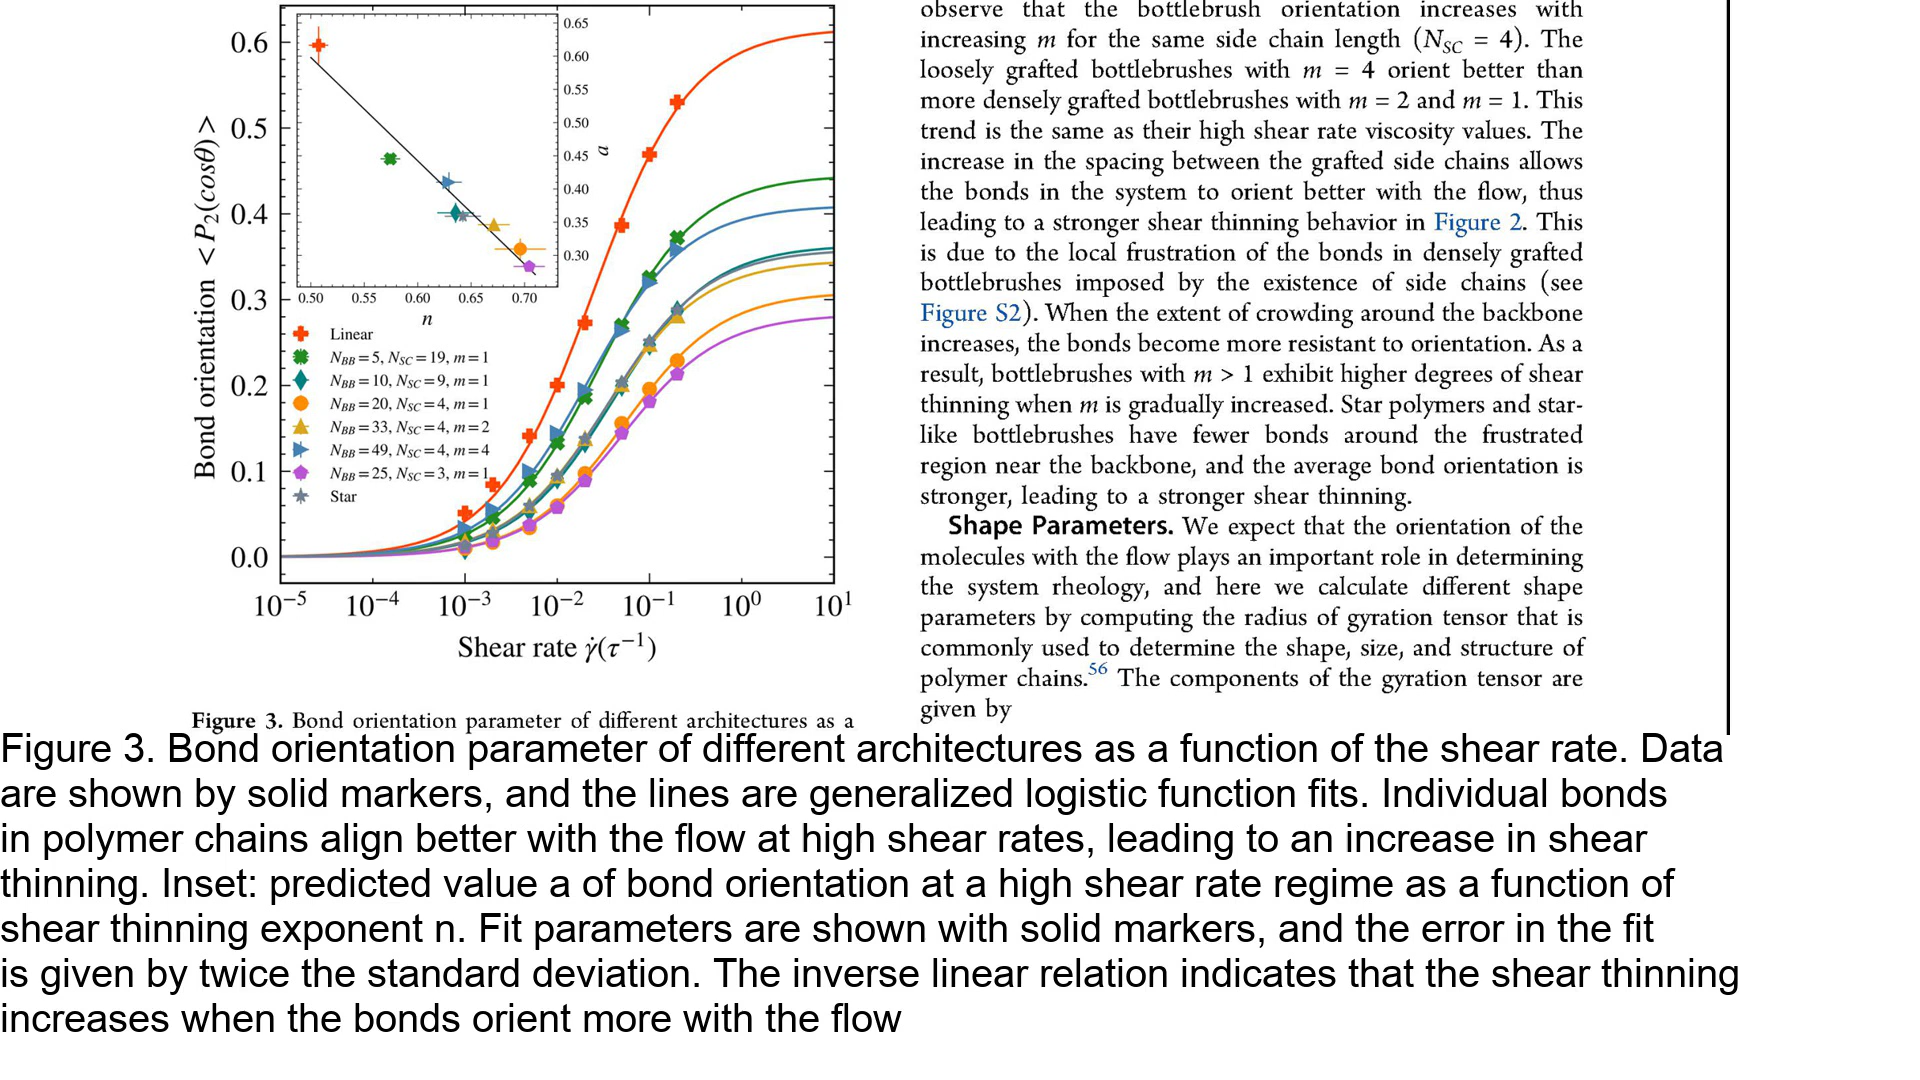 0.6
0.5
0.4
0.3
0.2
0.1
0.0
Bond orientation < P2(cosθ) >
0.65
0.60
0.55
0.50
0.45
0.40
0.35
0.30
a
0.50 0.55 0.60 0.65 0.70
n
Linear
N_BB = 5, N_SC = 19, m = 1
N_BB = 10, N_SC = 9, m = 1
N_BB = 20, N_SC = 4, m = 1
N_BB = 33, N_SC = 4, m = 2
N_BB = 49, N_SC = 4, m = 4
N_BB = 25, N_SC = 3, m = 1
Star
10⁻⁵ 10⁻⁴ 10⁻³ 10⁻² 10⁻¹ 10⁰ 10¹
Shear rate γ̇(τ⁻¹)
Figure 3. Bond orientation parameter of different architectures as a
observe that the bottlebrush orientation increases with
increasing m for the same side chain length (N_SC = 4). The
loosely grafted bottlebrushes with m = 4 orient better than
more densely grafted bottlebrushes with m = 2 and m = 1. This
trend is the same as their high shear rate viscosity values. The
increase in the spacing between the grafted side chains allows
the bonds in the system to orient better with the flow, thus
leading to a stronger shear thinning behavior in Figure 2. This
is due to the local frustration of the bonds in densely grafted
bottlebrushes imposed by the existence of side chains (see
Figure S2). When the extent of crowding around the backbone
increases, the bonds become more resistant to orientation. As a
result, bottlebrushes with m > 1 exhibit higher degrees of shear
thinning when m is gradually increased. Star polymers and star-
like bottlebrushes have fewer bonds around the frustrated
region near the backbone, and the average bond orientation is
stronger, leading to a stronger shear thinning.
Shape Parameters. We expect that the orientation of the
molecules with the flow plays an important role in determining
the system rheology, and here we calculate different shape
parameters by computing the radius of gyration tensor that is
commonly used to determine the shape, size, and structure of
polymer chains.⁵⁶ The components of the gyration tensor are
given by
Figure 3. Bond orientation parameter of different architectures as a function of the shear rate. Data
are shown by solid markers, and the lines are generalized logistic function fits. Individual bonds
in polymer chains align better with the flow at high shear rates, leading to an increase in shear
thinning. Inset: predicted value a of bond orientation at a high shear rate regime as a function of
shear thinning exponent n. Fit parameters are shown with solid markers, and the error in the fit
is given by twice the standard deviation. The inverse linear relation indicates that the shear thinning
increases when the bonds orient more with the flow